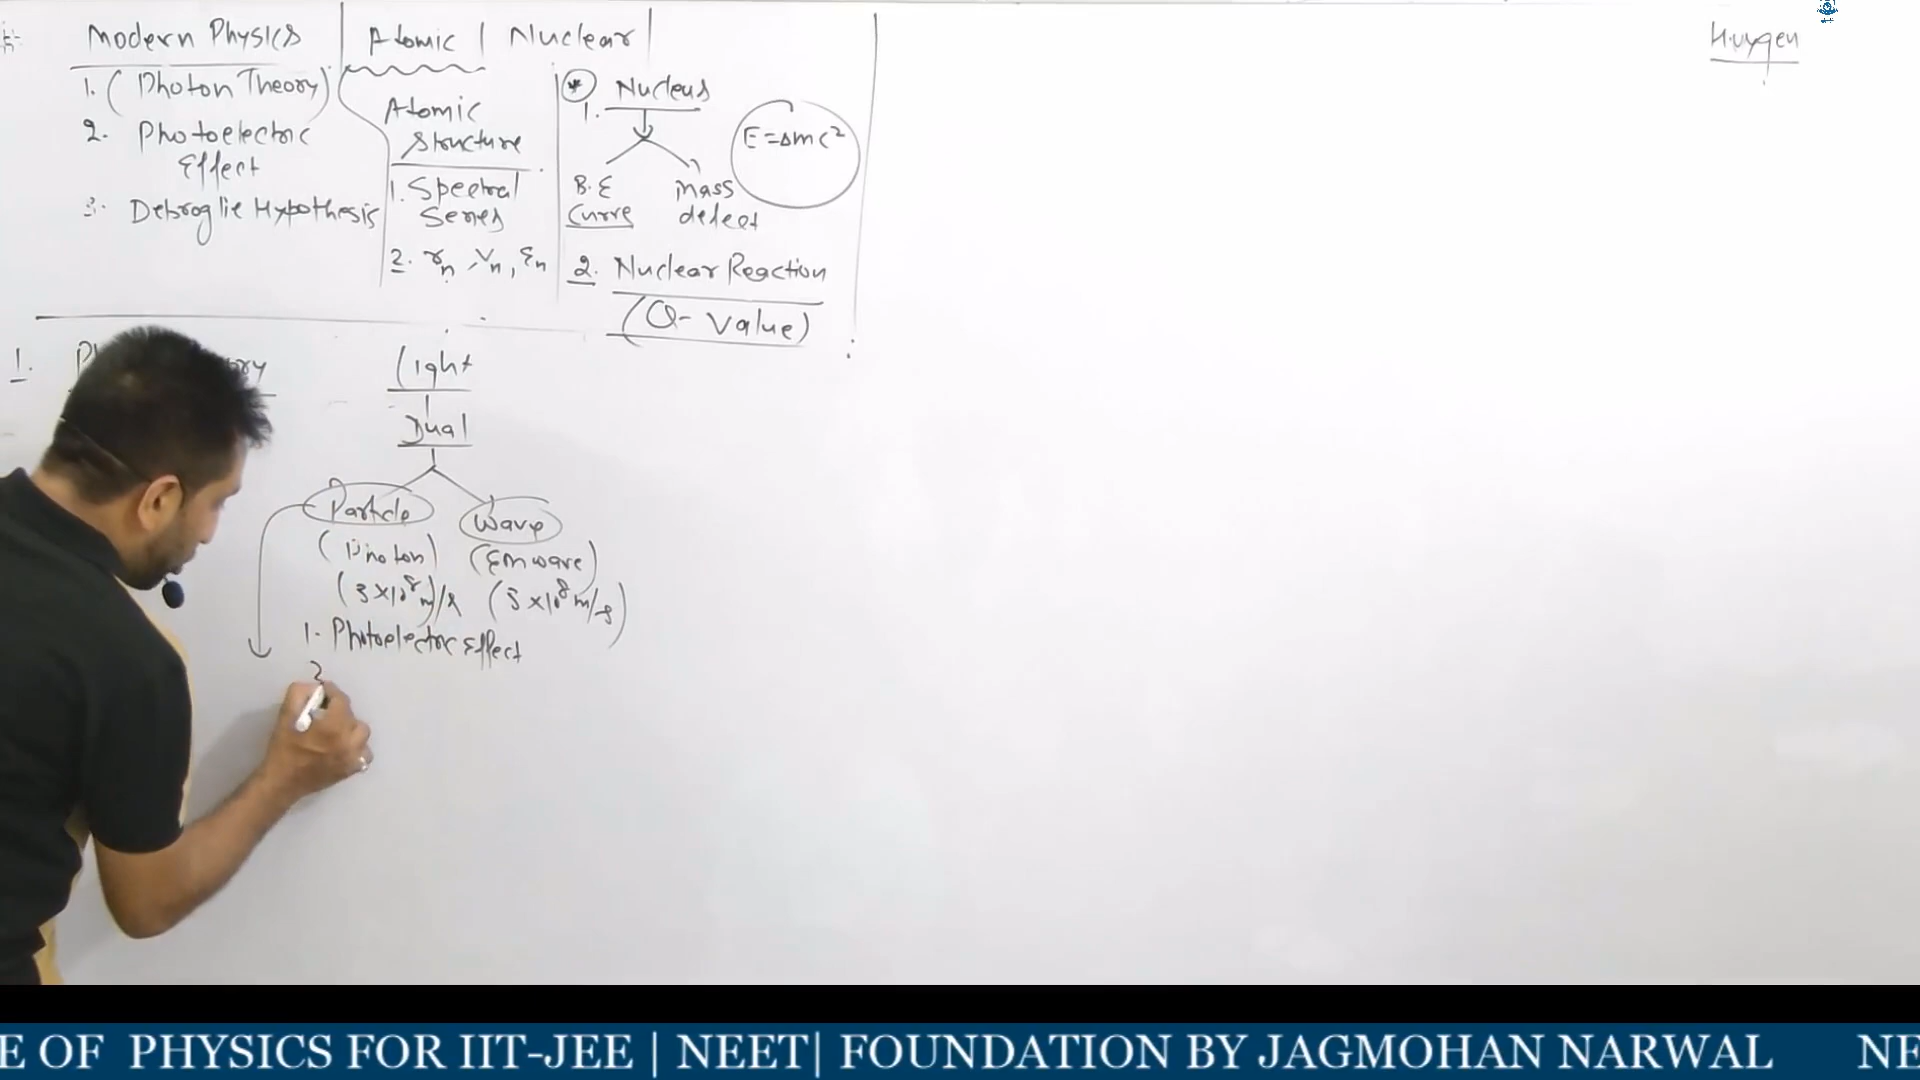 Modern Physics | Atomic | Nuclear |
1. (Photon Theory)
2. Photoelectric
Effect
3. Debroglie Hypothesis
Atomic
Structure
1. Spectral
Series
2. rn, Vn, En
* Nucleus
1.
B.E
Curve
mass
defect
E=Δmc²
2. Nuclear Reaction
(Q-Value)
Huygen
1.
Light
Dual
Particle
(Photon)
(3×10⁸ m)/s
Wave
(Em wave)
(3×10⁸ m/s)
1. Photoelectric Effect
2
E OF PHYSICS FOR IIT-JEE | NEET| FOUNDATION BY JAGMOHAN NARWAL NE